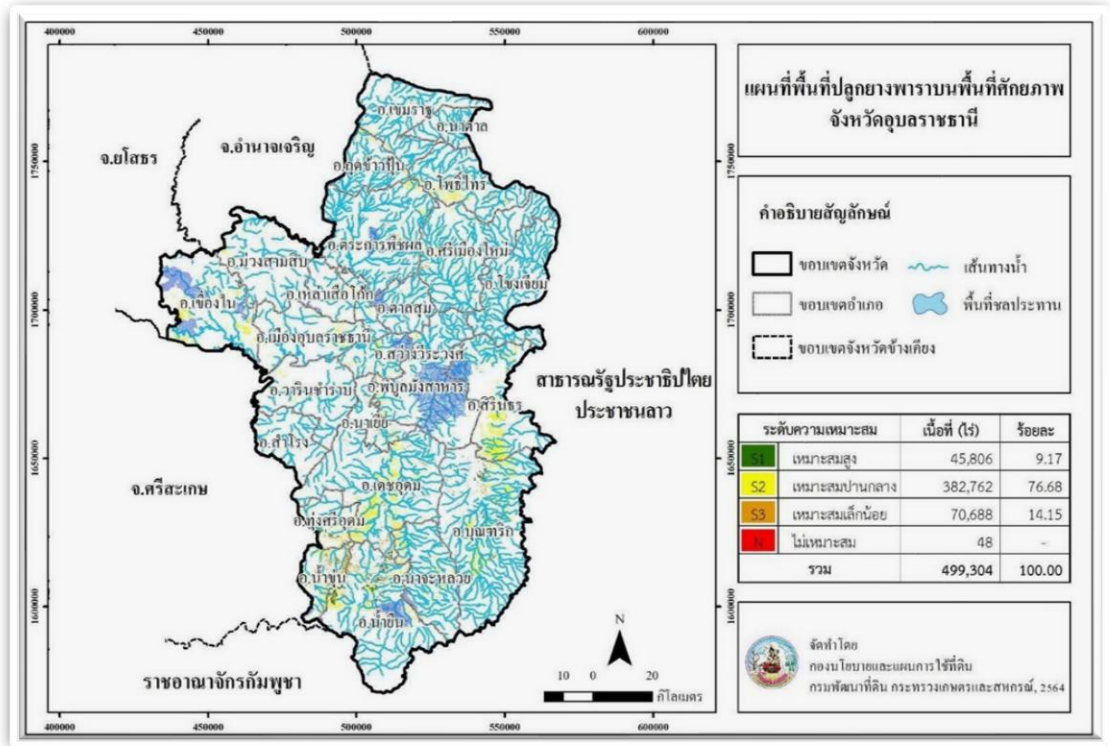 แผนที่พื้นที่ปลูกยางพาราบนพื้นที่ศักยภาพ
จังหวัดอุบลราชธานี
400000 450000 500000 550000 600000
1750000
1700000
1650000
1600000
จ.ยโสธร
จ.อำนาจเจริญ
อ.เขมราฐ
อ.นาตาล
อ.กุดข้าวปุ้น
อ.โพธิ์ไทร
อ.ตระการพืชผล
อ.ศรีเมืองใหม่
อ.ม่วงสามสิบ
อ.โขงเจียม
อ.เหล่าเสือโก้ก
อ.เขื่องใน
อ.ตาลสุม
อ.เมืองอุบลราชธานี
อ.สว่างวีระวงศ์
อ.พิบูลมังสาหาร
อ.วารินชำราบ
อ.สิรินธร
อ.นาเยีย
อ.สำโรง
อ.เดชอุดม
อ.ทุ่งศรีอุดม
อ.บุณฑริก
อ.น้ำขุ่น
อ.นาจะหลวย
อ.น้ำยืน
สาธารณรัฐประชาธิปไตย
ประชาชนลาว
จ.ศรีสะเกษ
ราชอาณาจักรกัมพูชา
N
10 0 20
กิโลเมตร
1750000
1700000
1650000
1600000
400000 450000 500000 550000 600000
คำอธิบายสัญลักษณ์
ขอบเขตจังหวัด เส้นทางน้ำ
ขอบเขตอำเภอ พื้นที่ชลประทาน
ขอบเขตจังหวัดข้างเคียง
ระดับความเหมาะสม เนื้อที่ (ไร่) ร้อยละ
S1 เหมาะสมสูง 45,806 9.17
S2 เหมาะสมปานกลาง 382,762 76.68
S3 เหมาะสมเล็กน้อย 70,688 14.15
N ไม่เหมาะสม 48 -
รวม 499,304 100.00
จัดทำโดย
กองนโยบายและแผนการใช้ที่ดิน
กรมพัฒนาที่ดิน กระทรวงเกษตรและสหกรณ์, 2564